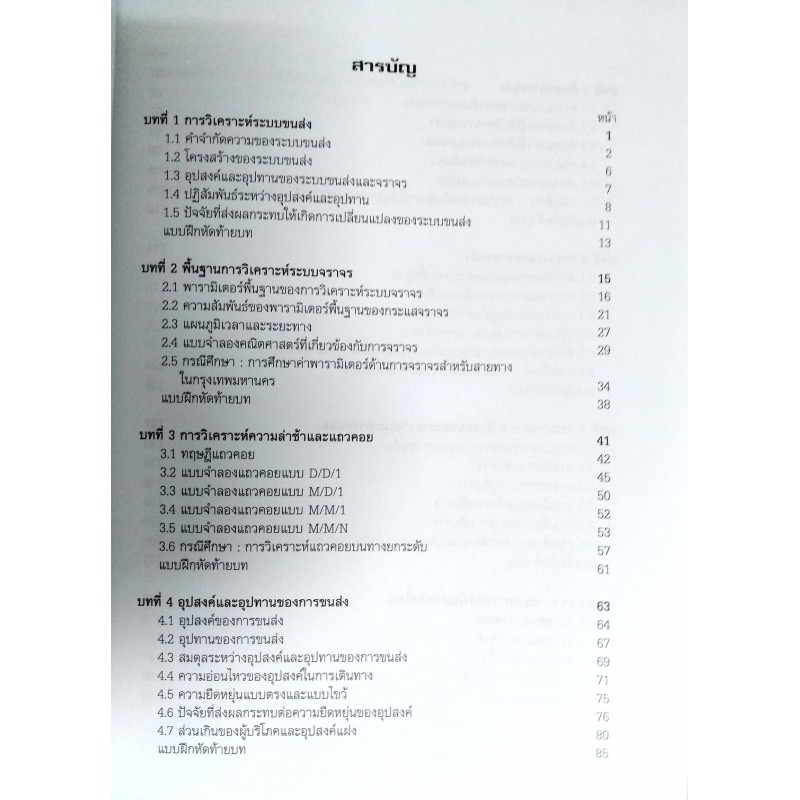 สารบัญ
หน้า
บทที่ 1 การวิเคราะห์ระบบขนส่ง 1
1.1 คำจำกัดความของระบบขนส่ง 2
1.2 โครงสร้างของระบบขนส่ง 6
1.3 อุปสงค์และอุปทานของระบบขนส่งและจราจร 7
1.4 ปฏิสัมพันธ์ระหว่างอุปสงค์และอุปทาน 8
1.5 ปัจจัยที่ส่งผลกระทบให้เกิดการเปลี่ยนแปลงของระบบขนส่ง 11
แบบฝึกหัดท้ายบท 13
บทที่ 2 พื้นฐานการวิเคราะห์ระบบจราจร 15
2.1 พารามิเตอร์พื้นฐานของการวิเคราะห์ระบบจราจร 16
2.2 ความสัมพันธ์ของพารามิเตอร์พื้นฐานของกระแสจราจร 21
2.3 แผนภูมิเวลาและระยะทาง 27
2.4 แบบจำลองคณิตศาสตร์ที่เกี่ยวข้องกับการจราจร 29
2.5 กรณีศึกษา : การศึกษาค่าพารามิเตอร์ด้านการจราจรสำหรับสายทาง
ในกรุงเทพมหานคร 34
แบบฝึกหัดท้ายบท 38
บทที่ 3 การวิเคราะห์ความล่าช้าและแถวคอย 41
3.1 ทฤษฎีแถวคอย 42
3.2 แบบจำลองแถวคอยแบบ D/D/1 45
3.3 แบบจำลองแถวคอยแบบ M/D/1 50
3.4 แบบจำลองแถวคอยแบบ M/M/1 52
3.5 แบบจำลองแถวคอยแบบ M/M/N 53
3.6 กรณีศึกษา : การวิเคราะห์แถวคอยบนทางยกระดับ 57
แบบฝึกหัดท้ายบท 61
บทที่ 4 อุปสงค์และอุปทานของการขนส่ง 63
4.1 อุปสงค์ของการขนส่ง 64
4.2 อุปทานของการขนส่ง 67
4.3 สมดุลระหว่างอุปสงค์และอุปทานของการขนส่ง 69
4.4 ความอ่อนไหวของอุปสงค์ในการเดินทาง 71
4.5 ความยืดหยุ่นแบบตรงและแบบไขว้ 75
4.6 ปัจจัยที่ส่งผลกระทบต่อความยืดหยุ่นของอุปสงค์ 76
4.7 ส่วนเกินของผู้บริโภคและอุปสงค์แฝง 80
แบบฝึกหัดท้ายบท 85